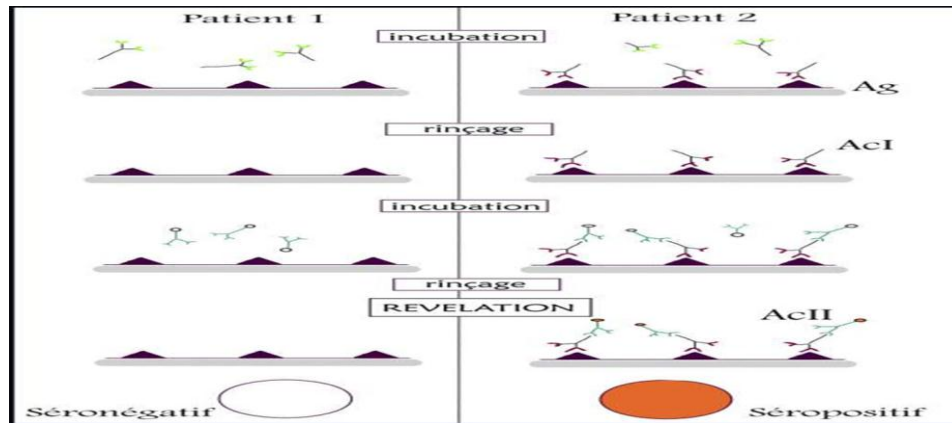 Patient 1
Patient 2
incubation
Ag
rinçage
AcI
incubation
rinçage
REVELATION
AcII
Séronégatif
Séropositif